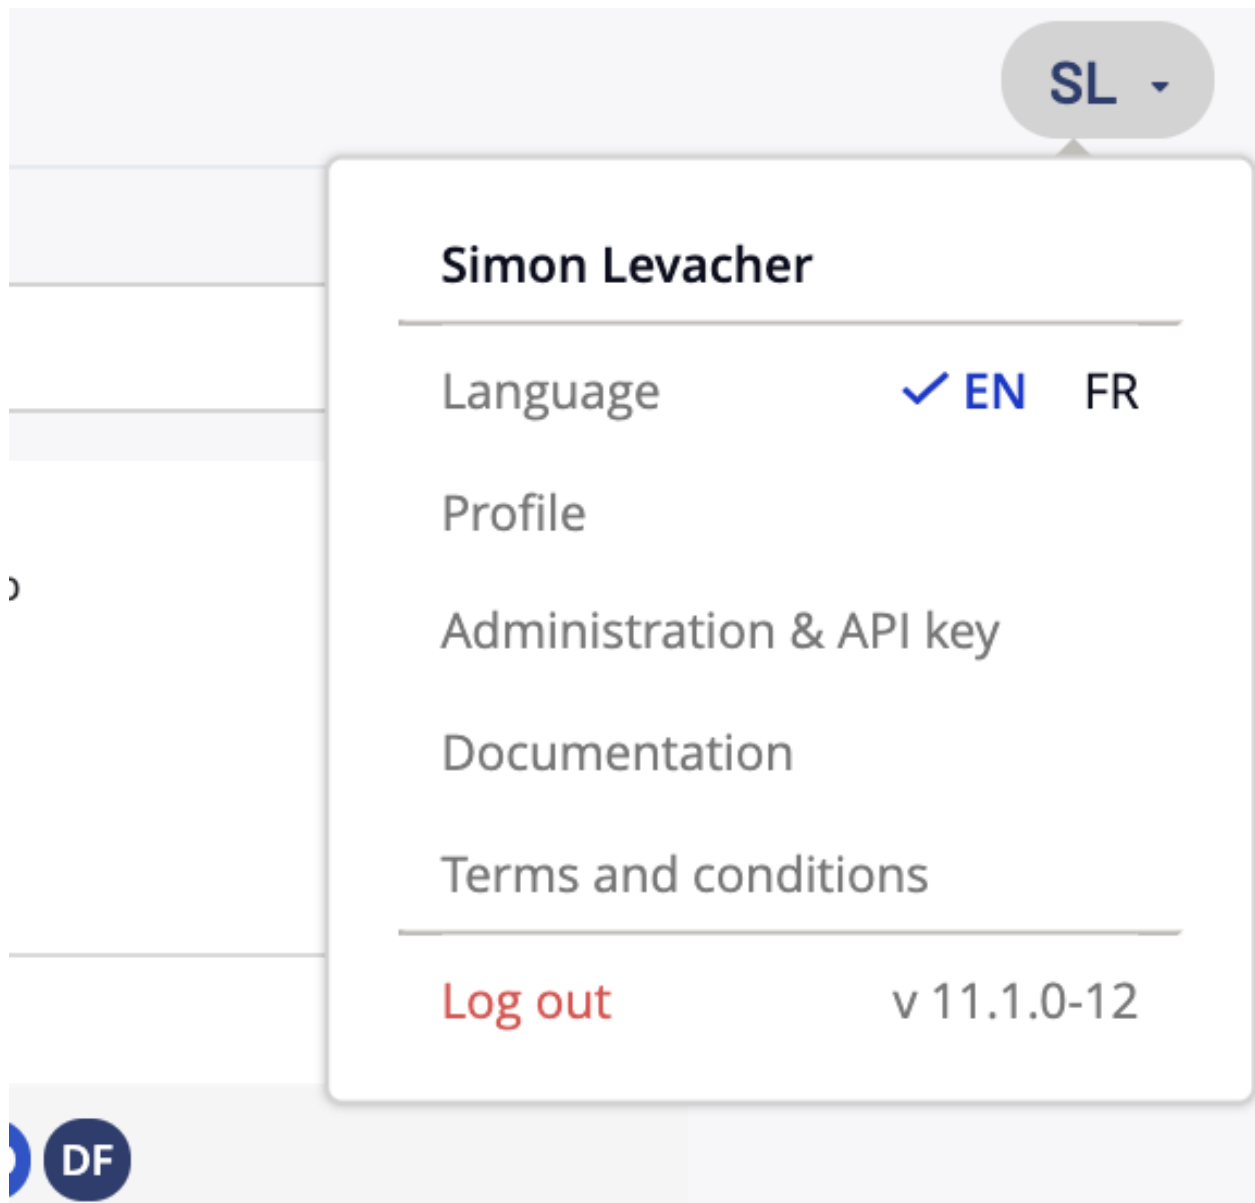 SL
Simon Levacher
Language EN FR
Profile
Administration & API key
Documentation
Terms and conditions
Log out v 11.1.0-12
DF